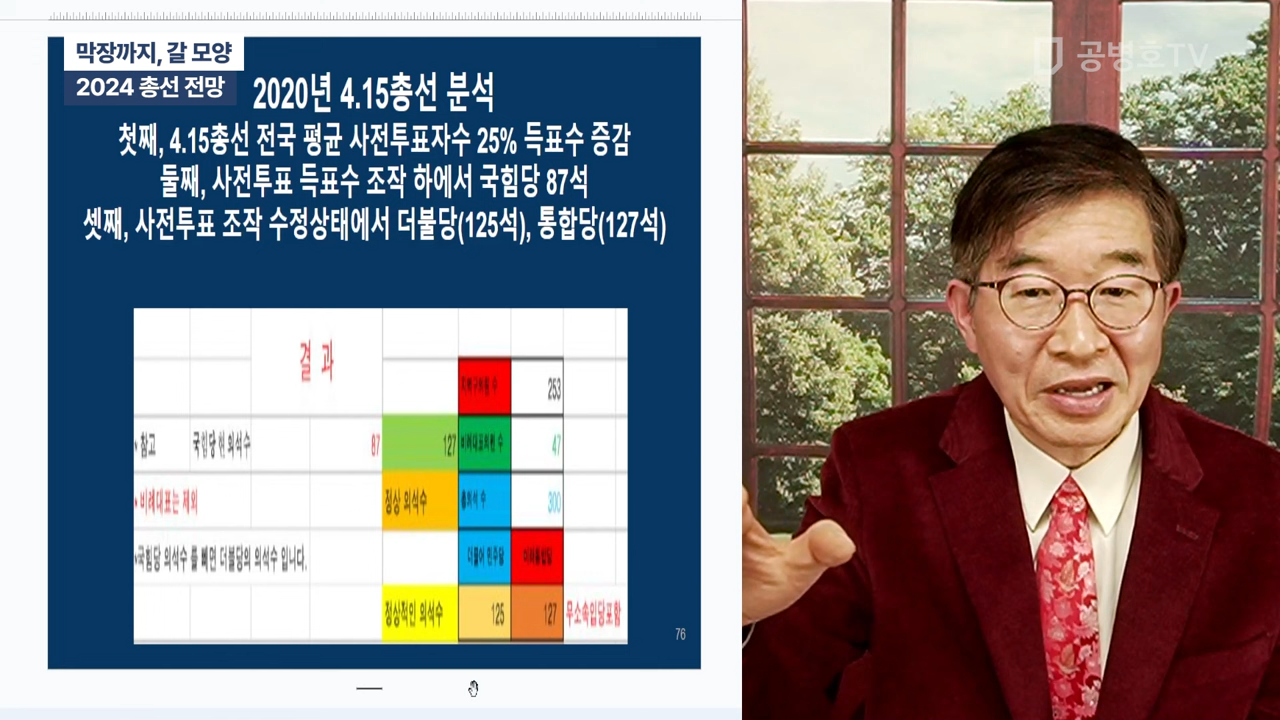 막장까지, 갈 모양
2024 총선 전망
공병호TV
2020년 4.15총선 분석
첫째, 4.15총선 전국 평균 사전투표자수 25% 득표수 증감
둘째, 사전투표 득표수 조작 하에서 국힘당 87석
셋째, 사전투표 조작 수정상태에서 더불당(125석), 통합당(127석)
결 과
지역구의원 수 253
참고 국힘당 현 의석수 87 127 비례대표의원 수 47
비례대표는 제외 정상 의석수 총의석 수 300
국힘당 의석수 를 빼면 더불당의 의석수 입니다. 더불어 민주당 미래통합당
정상적인 의석수 125 127 무소속입당포함
76